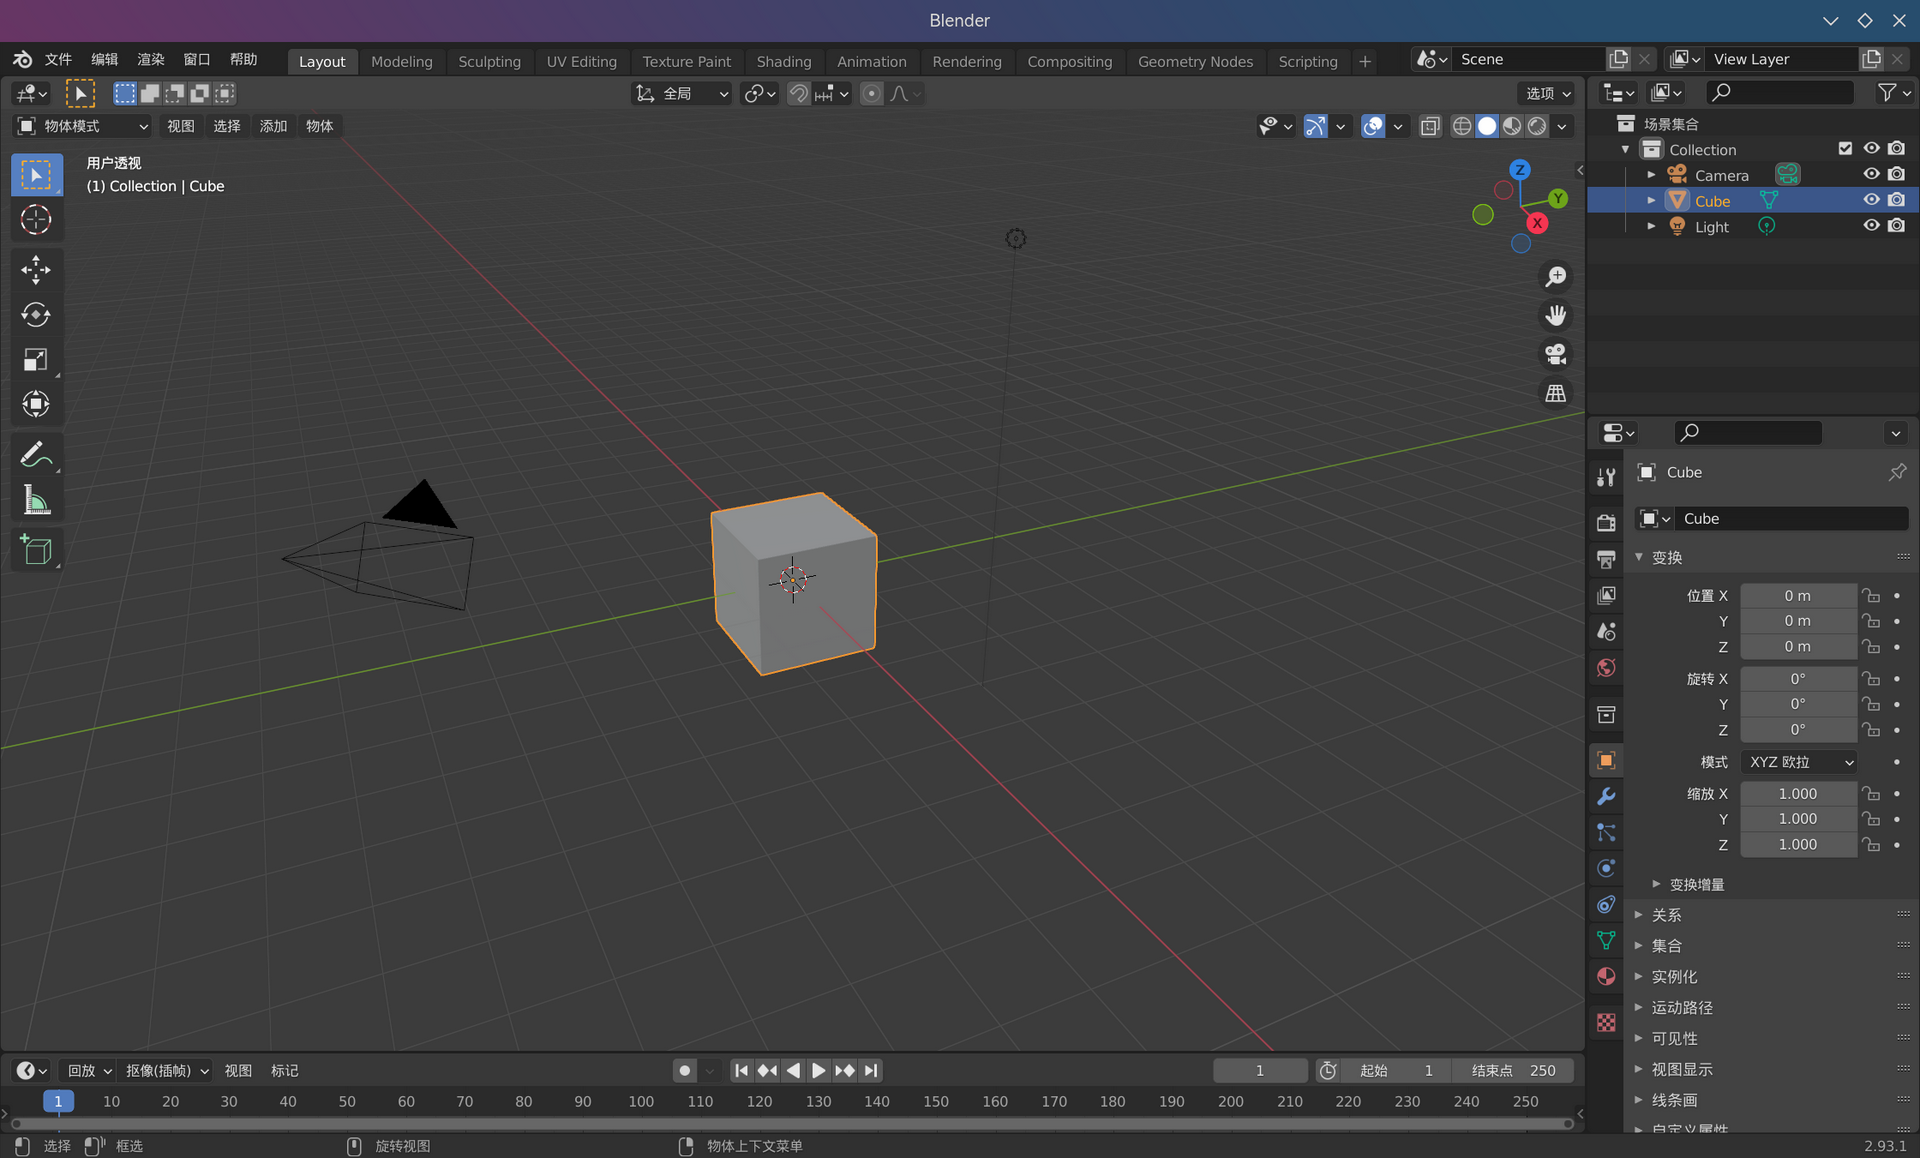 Blender
文件 编辑 渲染 窗口 帮助 Layout Modeling Sculpting UV Editing Texture Paint Shading Animation Rendering Compositing Geometry Nodes Scripting + Scene View Layer
全局 选项
物体模式 视图 选择 添加 物体
用户透视
(1) Collection | Cube
Z
Y
X
场景集合
Collection
Camera
Cube
Light
Cube
Cube
变换
位置 X 0 m
Y 0 m
Z 0 m
旋转 X 0°
Y 0°
Z 0°
模式 XYZ 欧拉
缩放 X 1.000
Y 1.000
Z 1.000
变换增量
关系
集合
实例化
运动路径
可见性
视图显示
线条画
自定义属性
回放 抠像(插帧) 视图 标记 1 起始 1 结束点 250
1 10 20 30 40 50 60 70 80 90 100 110 120 130 140 150 160 170 180 190 200 210 220 230 240 250
选择 框选 旋转视图 物体上下文菜单 2.93.1